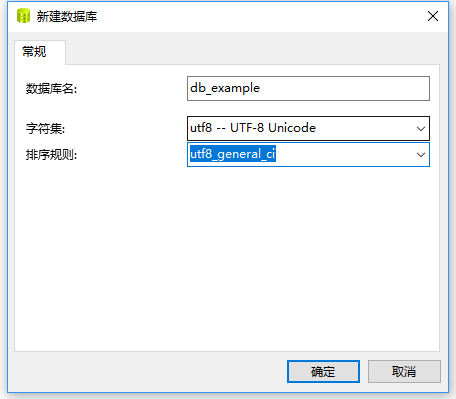 新建数据库
常规
数据库名: db_example
字符集: utf8 -- UTF-8 Unicode
排序规则: utf8_general_ci
确定 取消